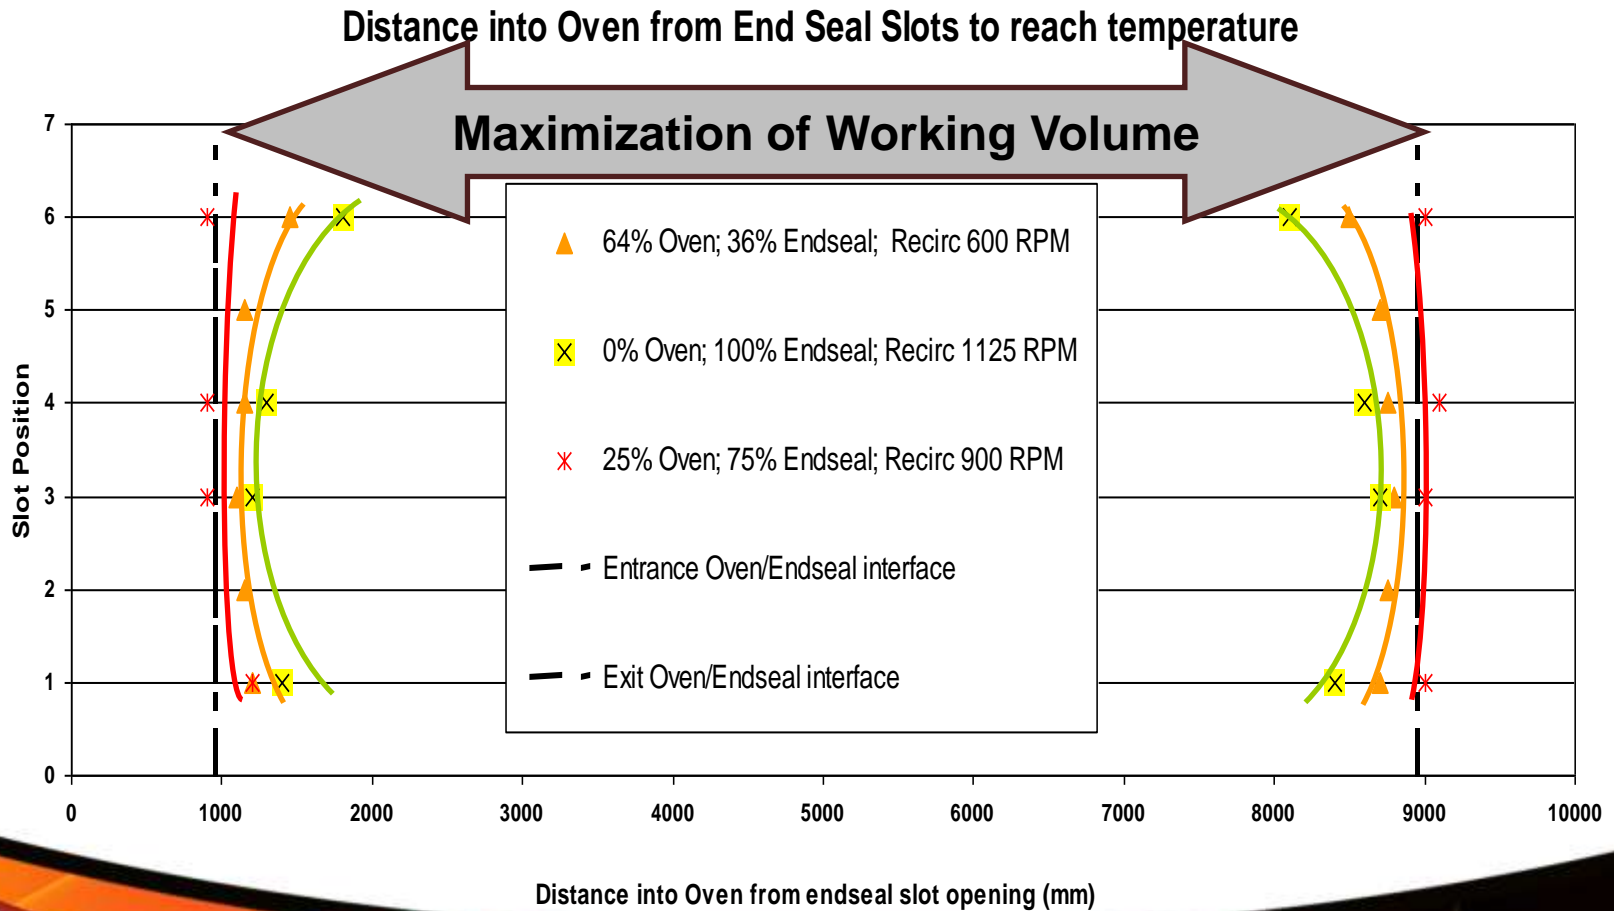 Distance into Oven from End Seal Slots to reach temperature
Maximization of Working Volume
7
6
5
4
3
2
1
0
Slot Position
64% Oven; 36% Endseal; Recirc 600 RPM
0% Oven; 100% Endseal; Recirc 1125 RPM
25% Oven; 75% Endseal; Recirc 900 RPM
Entrance Oven/Endseal interface
Exit Oven/Endseal interface
0 1000 2000 3000 4000 5000 6000 7000 8000 9000 10000
Distance into Oven from endseal slot opening (mm)